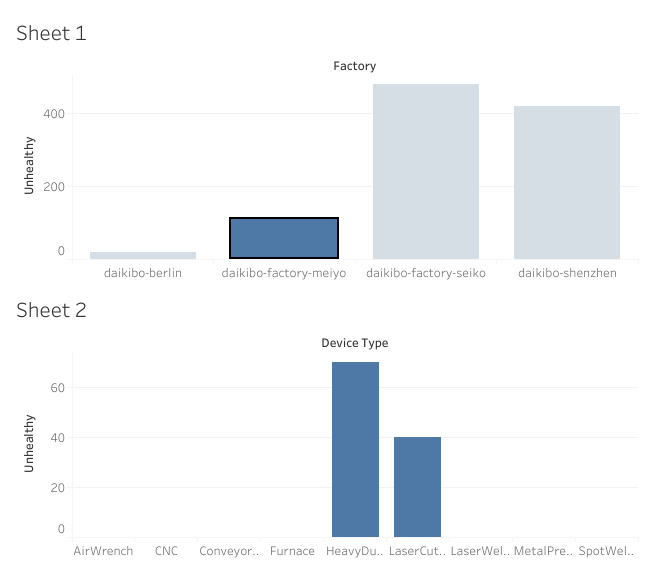 Sheet 1
Factory
Unhealthy
400
200
0
daikibo-berlin daikibo-factory-meiyo daikibo-factory-seiko daikibo-shenzhen
Sheet 2
Device Type
Unhealthy
60
40
20
0
AirWrench CNC Conveyor.. Furnace HeavyDu.. LaserCut.. LaserWel.. MetalPre.. SpotWel..